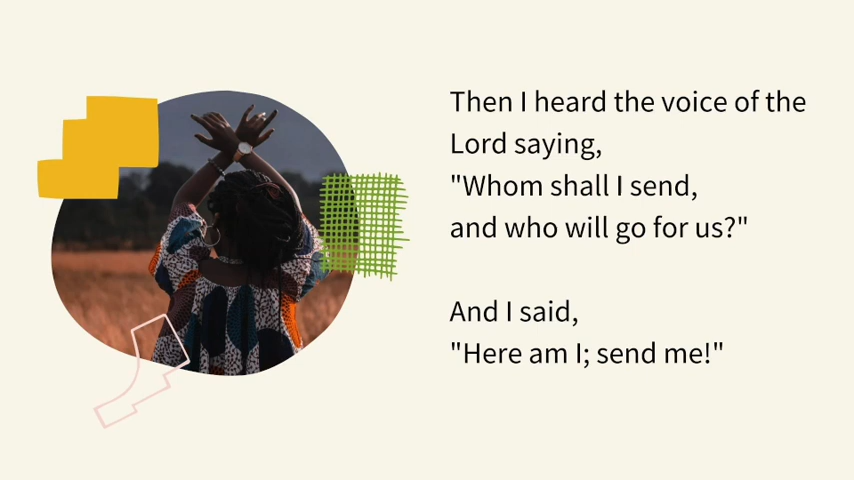 Then I heard the voice of the
Lord saying,
"Whom shall I send,
and who will go for us?"
And I said,
"Here am I; send me!"